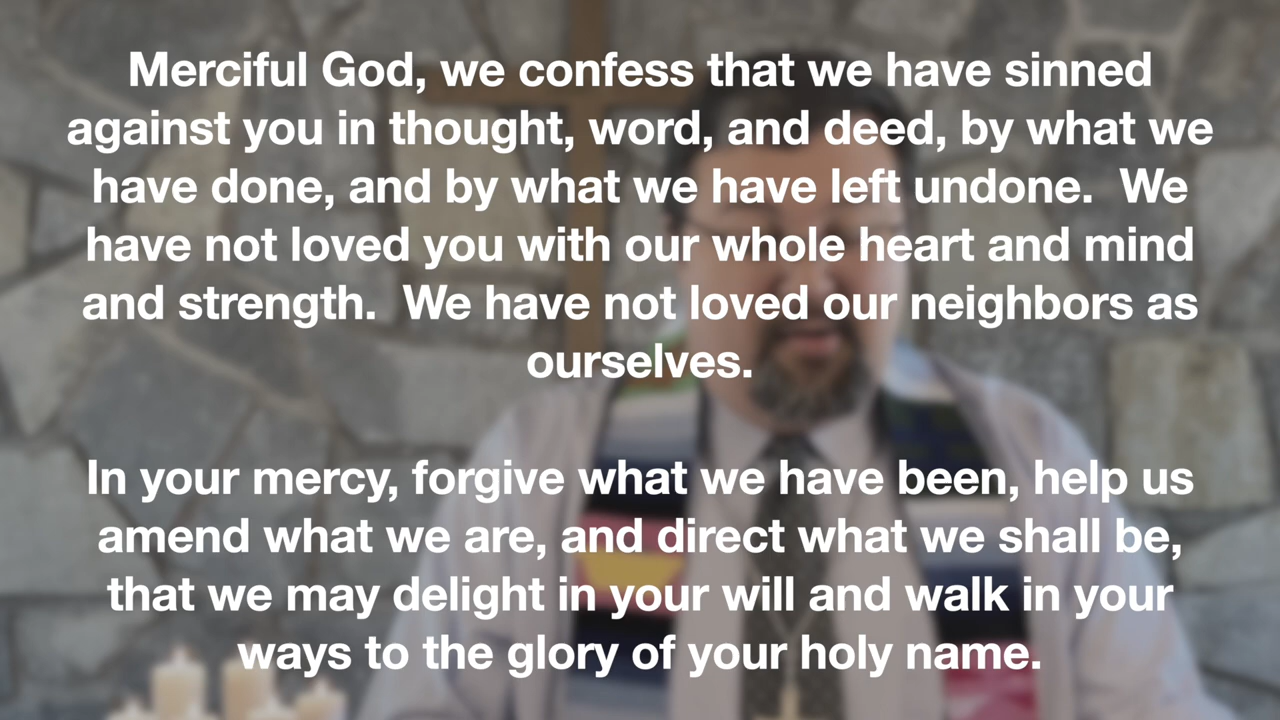 Merciful God, we confess that we have sinned
against you in thought, word, and deed, by what we
have done, and by what we have left undone.  We
have not loved you with our whole heart and mind
and strength.  We have not loved our neighbors as
ourselves.
In your mercy, forgive what we have been, help us
amend what we are, and direct what we shall be,
that we may delight in your will and walk in your
ways to the glory of your holy name.